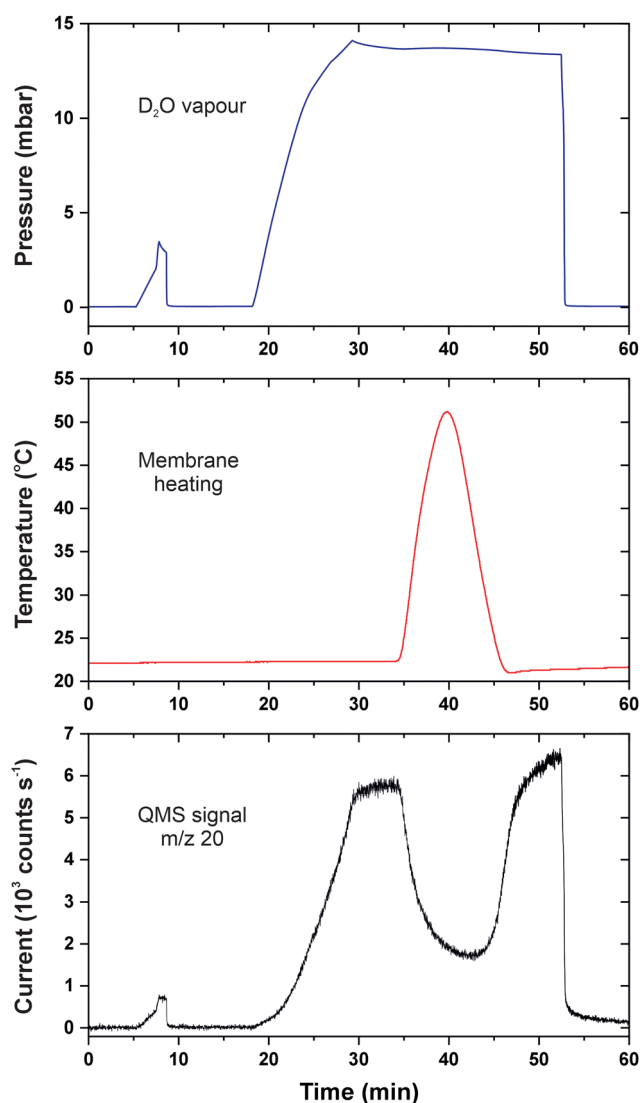 15
10
5
0
Pressure (mbar)
D₂O vapour
0 10 20 30 40 50 60
55
50
45
40
35
30
25
20
Temperature (°C)
Membrane
heating
0 10 20 30 40 50 60
7
6
5
4
3
2
1
0
Current (10³ counts s⁻¹)
QMS signal
m/z 20
0 10 20 30 40 50 60
Time (min)